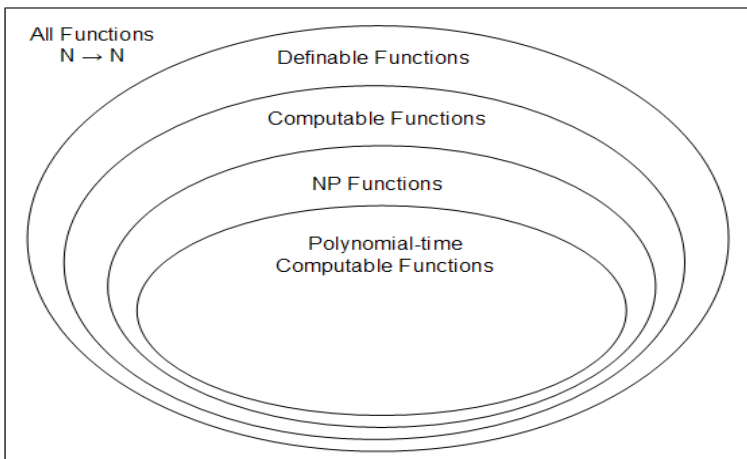 All Functions
N → N
Definable Functions
Computable Functions
NP Functions
Polynomial-time
Computable Functions